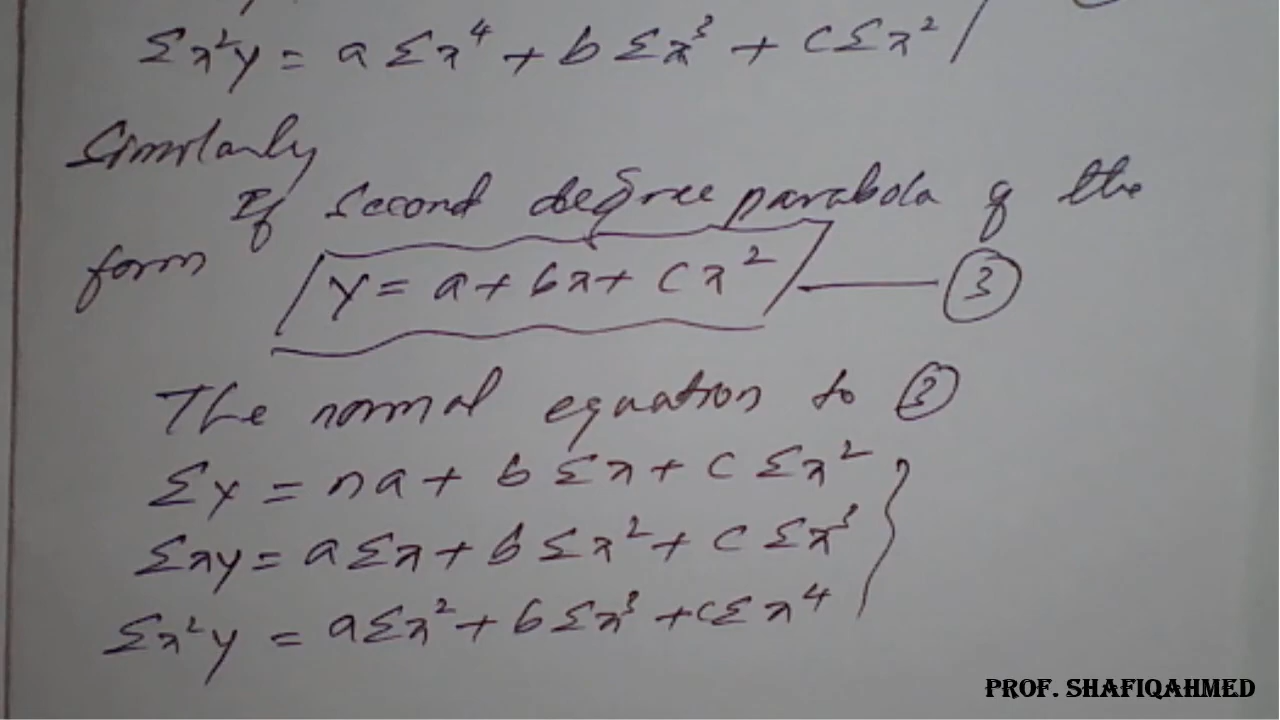 Σx²y = aΣx⁴ + bΣx³ + cΣx²
Similarly
If second degree parabola of the
form y = a + bx + cx² ③
The normal equation to ③
Σy = na + bΣx + cΣx²
Σxy = aΣx + bΣx² + cΣx³
Σx²y = aΣx² + bΣx³ + cΣx⁴
PROF. SHAFIQAHMED